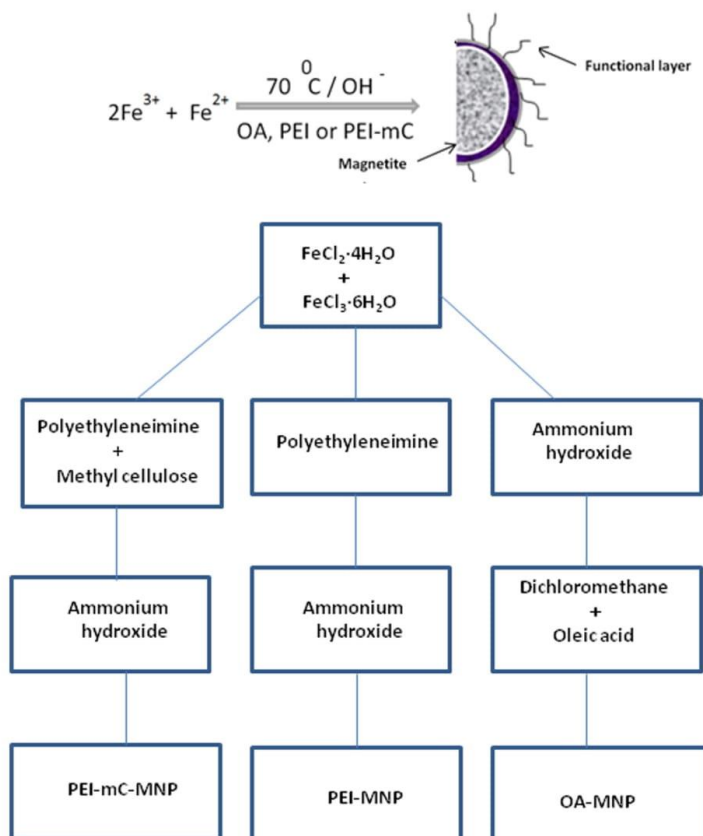 70 ⁰C / OH⁻
2Fe³⁺ + Fe²⁺
OA, PEI or PEI-mC
Functional layer
Magnetite
FeCl₂·4H₂O
+
FeCl₃·6H₂O
Polyethyleneimine
+
Methyl cellulose
Polyethyleneimine
Ammonium
hydroxide
Ammonium
hydroxide
Ammonium
hydroxide
Dichloromethane
+
Oleic acid
PEI-mC-MNP
PEI-MNP
OA-MNP